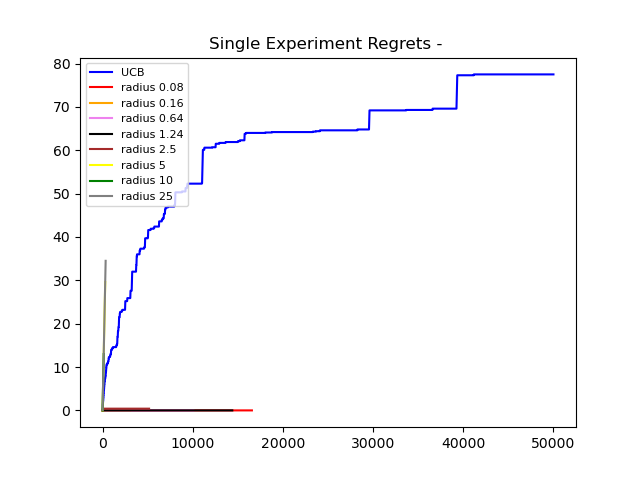 Single Experiment Regrets -
80
70
60
50
40
30
20
10
0
UCB
radius 0.08
radius 0.16
radius 0.64
radius 1.24
radius 2.5
radius 5
radius 10
radius 25
0 10000 20000 30000 40000 50000